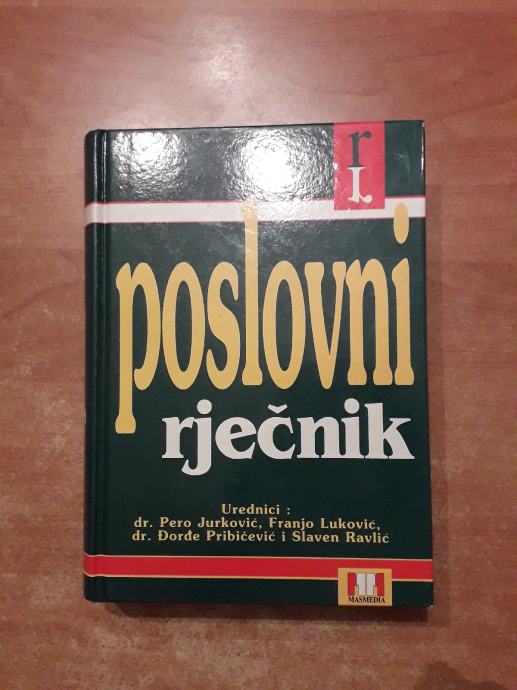 r
poslovni
rječnik
Urednici :
dr. Pero Jurković, Franjo Luković,
dr. Đorđe Pribičević i Slaven Ravlić
MASMEDIA